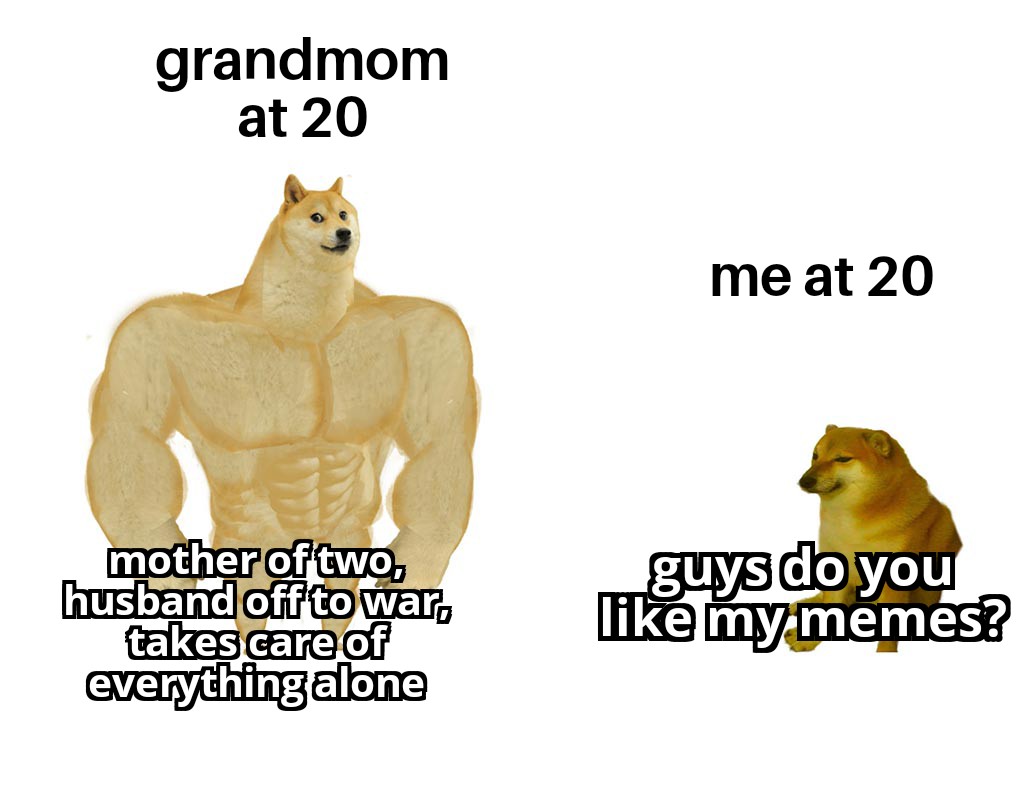 grandmom
at 20
mother of two,
husband off to war,
takes care of
everything alone
me at 20
guys do you
like my memes?